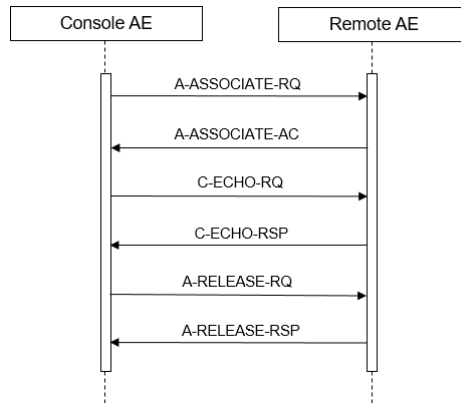 Console AE
Remote AE
A-ASSOCIATE-RQ
A-ASSOCIATE-AC
C-ECHO-RQ
C-ECHO-RSP
A-RELEASE-RQ
A-RELEASE-RSP